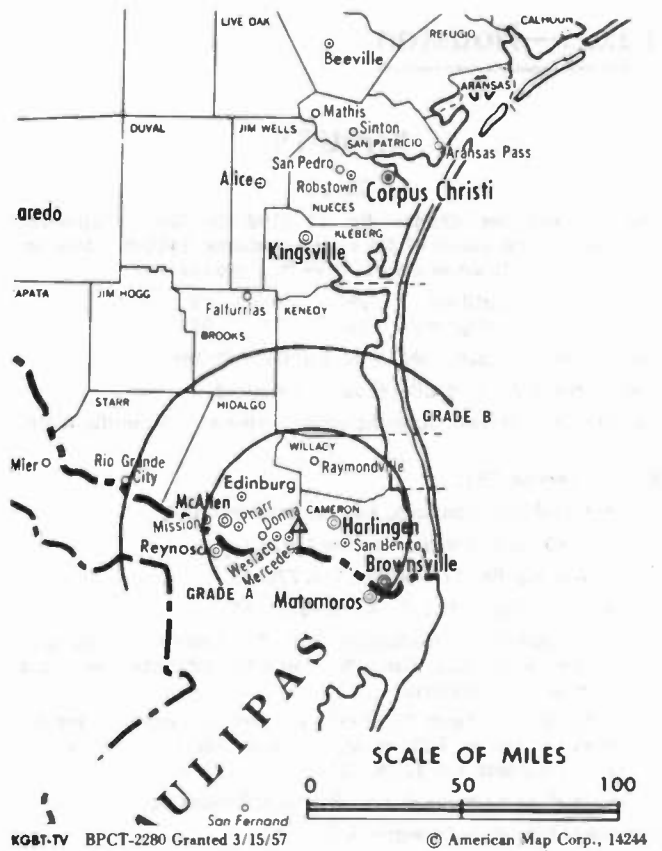 LIVE OAK
CALHOUN
REFUGIO
Beeville
ARANSAS
Mathis
DUVAL
JIM WELLS
Sinton
SAN PATRICIO
Aransas Pass
San Pedro
Alice
Robstown
Corpus Christi
NUECES
aredo
KLEBERG
Kingsville
APATA
JIM HOGG
Falfurrias
KENEDY
BROOKS
STARR
HIDALGO
GRADE B
WILLACY
Mier
Rio Grande
City
Raymondville
Edinburg
McAllen
CAMERON
Mission
Pharr
Donna
Harlingen
Reynosa
Weslaco
Mercedes
San Benito
Brownsville
GRADE A
Matomoros
AULIPAS
SCALE OF MILES
0 50 100
San Fernand
KGBT-TV BPCT-2280 Granted 3/15/57 © American Map Corp., 14244